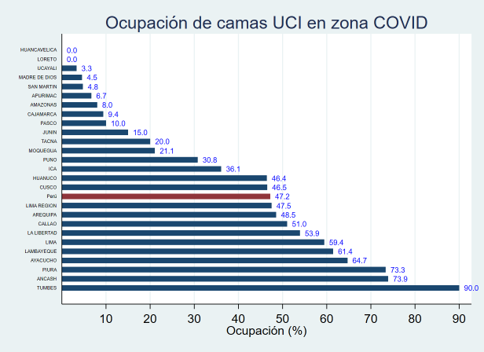 Ocupación de camas UCI en zona COVID
HUANCAVELICA 0.0
LORETO 0.0
UCAYALI 3.3
MADRE DE DIOS 4.5
SAN MARTIN 4.8
APURIMAC 6.7
AMAZONAS 8.0
CAJAMARCA 9.4
PASCO 10.0
JUNIN 15.0
TACNA 20.0
MOQUEGUA 21.1
PUNO 30.8
ICA 36.1
HUANUCO 46.4
CUSCO 46.5
Perú 47.2
LIMA REGION 47.5
AREQUIPA 48.5
CALLAO 51.0
LA LIBERTAD 53.9
LIMA 59.4
LAMBAYEQUE 61.4
AYACUCHO 64.7
PIURA 73.3
ANCASH 73.9
TUMBES 90.0
10 20 30 40 50 60 70 80 90
Ocupación (%)